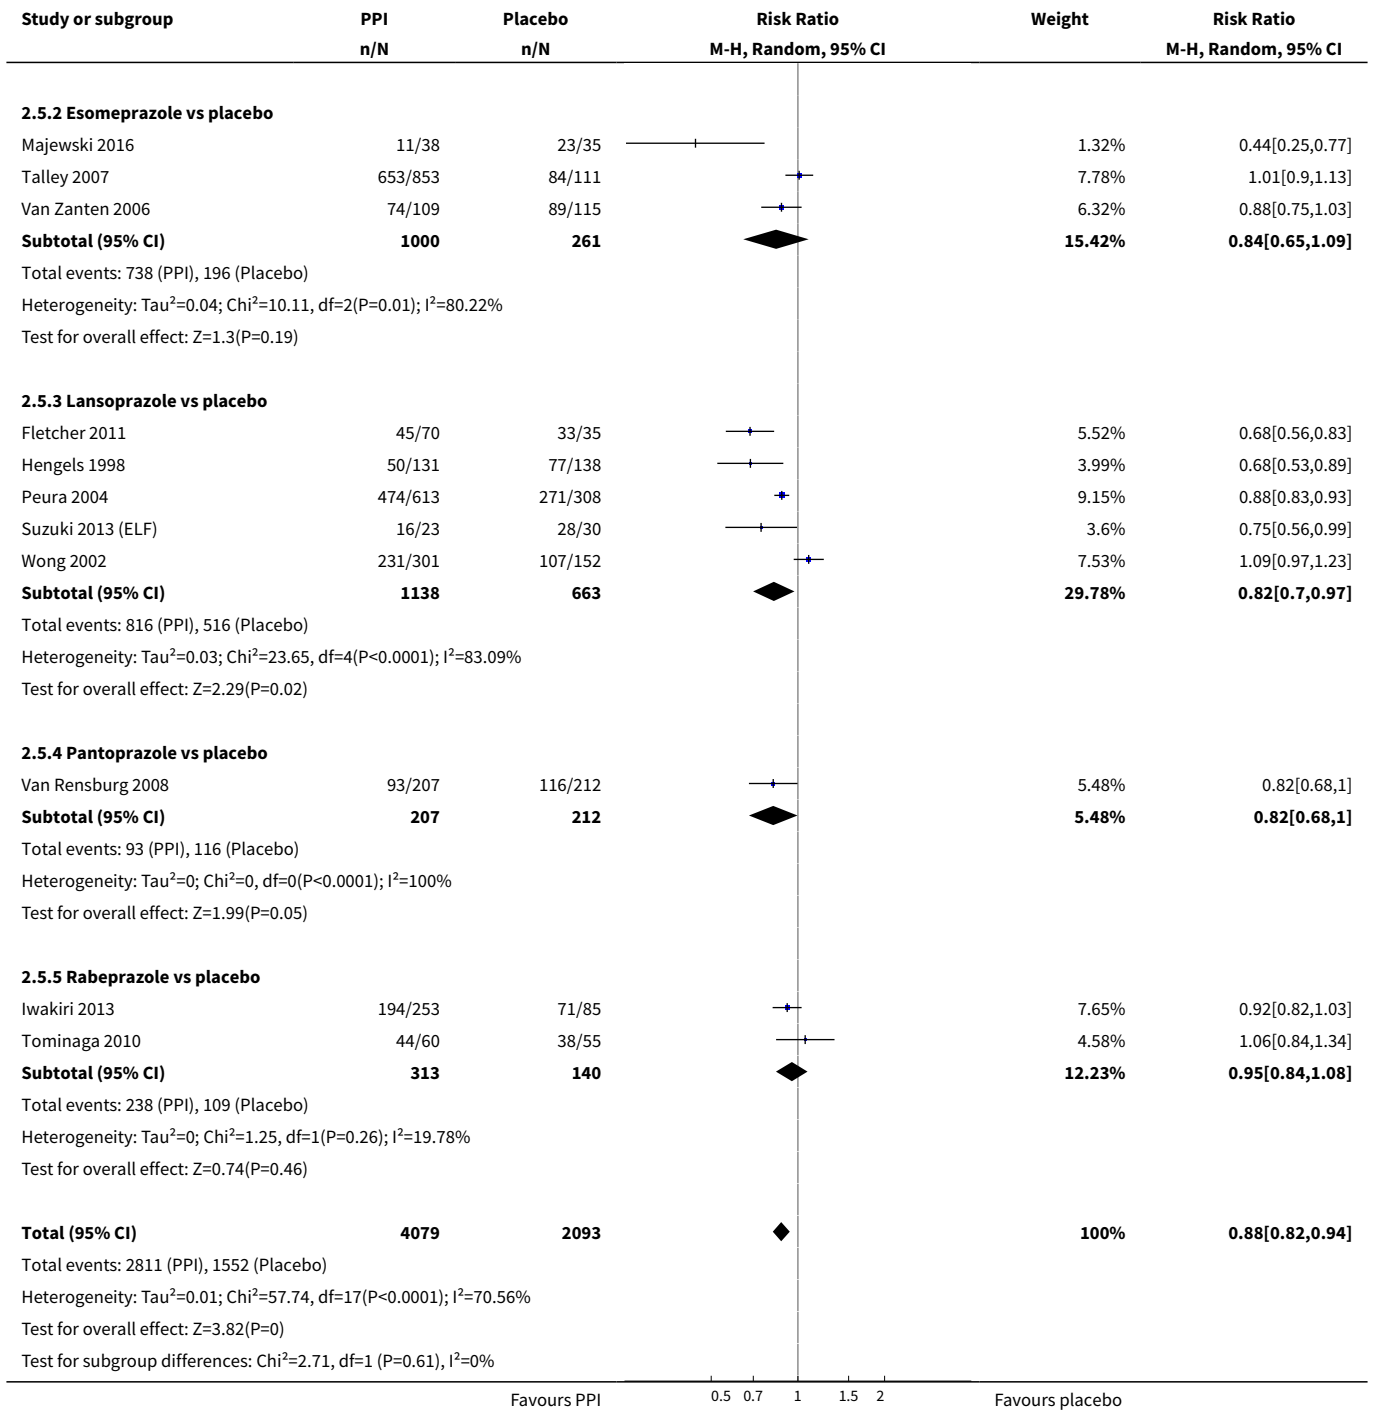 Study or subgroup PPI Placebo Risk Ratio Weight Risk Ratio
n/N n/N M-H, Random, 95% CI M-H, Random, 95% CI
2.5.2 Esomeprazole vs placebo
Majewski 2016 11/38 23/35 1.32% 0.44[0.25,0.77]
Talley 2007 653/853 84/111 7.78% 1.01[0.9,1.13]
Van Zanten 2006 74/109 89/115 6.32% 0.88[0.75,1.03]
Subtotal (95% CI) 1000 261 15.42% 0.84[0.65,1.09]
Total events: 738 (PPI), 196 (Placebo)
Heterogeneity: Tau²=0.04; Chi²=10.11, df=2(P=0.01); I²=80.22%
Test for overall effect: Z=1.3(P=0.19)
2.5.3 Lansoprazole vs placebo
Fletcher 2011 45/70 33/35 5.52% 0.68[0.56,0.83]
Hengels 1998 50/131 77/138 3.99% 0.68[0.53,0.89]
Peura 2004 474/613 271/308 9.15% 0.88[0.83,0.93]
Suzuki 2013 (ELF) 16/23 28/30 3.6% 0.75[0.56,0.99]
Wong 2002 231/301 107/152 7.53% 1.09[0.97,1.23]
Subtotal (95% CI) 1138 663 29.78% 0.82[0.7,0.97]
Total events: 816 (PPI), 516 (Placebo)
Heterogeneity: Tau²=0.03; Chi²=23.65, df=4(P<0.0001); I²=83.09%
Test for overall effect: Z=2.29(P=0.02)
2.5.4 Pantoprazole vs placebo
Van Rensburg 2008 93/207 116/212 5.48% 0.82[0.68,1]
Subtotal (95% CI) 207 212 5.48% 0.82[0.68,1]
Total events: 93 (PPI), 116 (Placebo)
Heterogeneity: Tau²=0; Chi²=0, df=0(P<0.0001); I²=100%
Test for overall effect: Z=1.99(P=0.05)
2.5.5 Rabeprazole vs placebo
Iwakiri 2013 194/253 71/85 7.65% 0.92[0.82,1.03]
Tominaga 2010 44/60 38/55 4.58% 1.06[0.84,1.34]
Subtotal (95% CI) 313 140 12.23% 0.95[0.84,1.08]
Total events: 238 (PPI), 109 (Placebo)
Heterogeneity: Tau²=0; Chi²=1.25, df=1(P=0.26); I²=19.78%
Test for overall effect: Z=0.74(P=0.46)
Total (95% CI) 4079 2093 100% 0.88[0.82,0.94]
Total events: 2811 (PPI), 1552 (Placebo)
Heterogeneity: Tau²=0.01; Chi²=57.74, df=17(P<0.0001); I²=70.56%
Test for overall effect: Z=3.82(P=0)
Test for subgroup differences: Chi²=2.71, df=1 (P=0.61), I²=0%
Favours PPI 0.5 0.7 1 1.5 2 Favours placebo